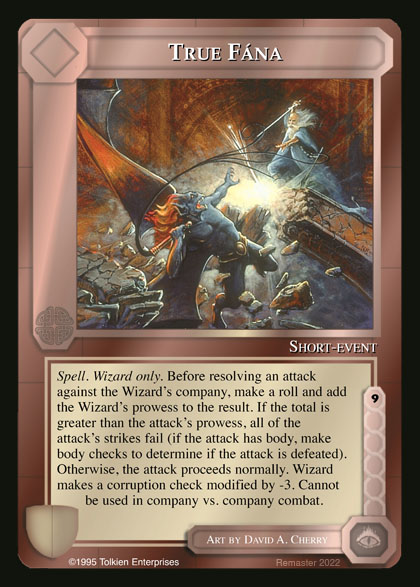 True Fána
Short-event
Spell. Wizard only. Before resolving an attack
against the Wizard's company, make a roll and add
the Wizard's prowess to the result. If the total is
greater than the attack's prowess, all of the
attack's strikes fail (if the attack has body, make
body checks to determine if the attack is defeated).
Otherwise, the attack proceeds normally. Wizard
makes a corruption check modified by -3. Cannot
be used in company vs. company combat.
9
Art by David A. Cherry
©1995 Tolkien Enterprises
Remaster 2022